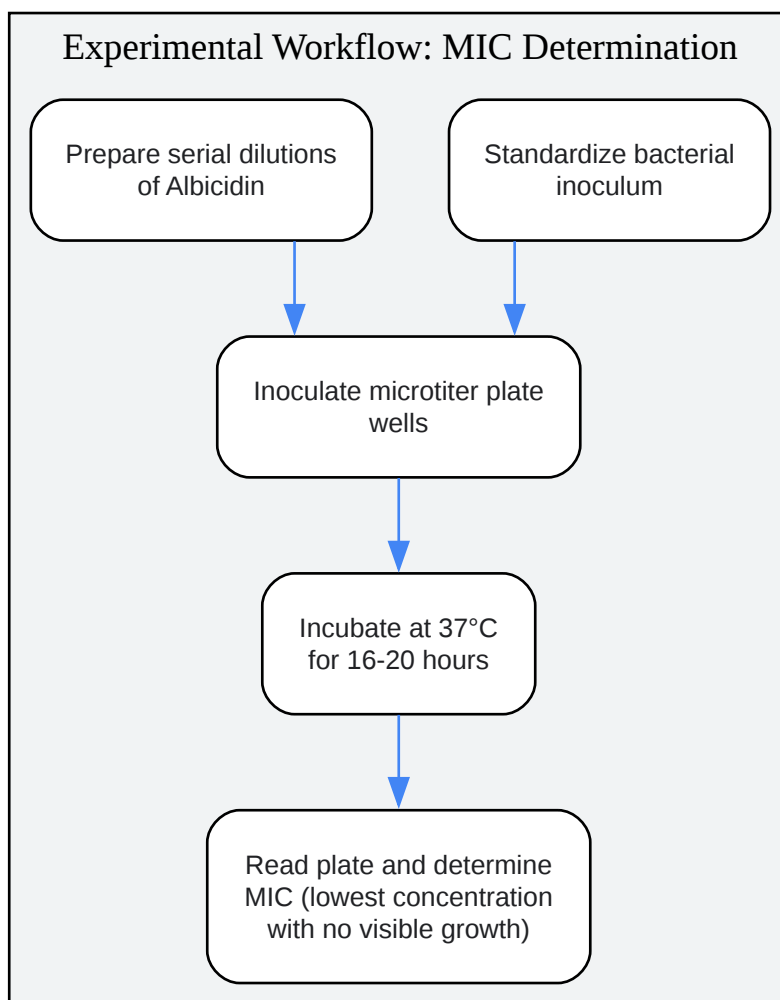 Experimental Workflow: MIC Determination
Prepare serial dilutions
of Albicidin
Standardize bacterial
inoculum
Inoculate microtiter plate
wells
Incubate at 37°C
for 16-20 hours
Read plate and determine
MIC (lowest concentration
with no visible growth)